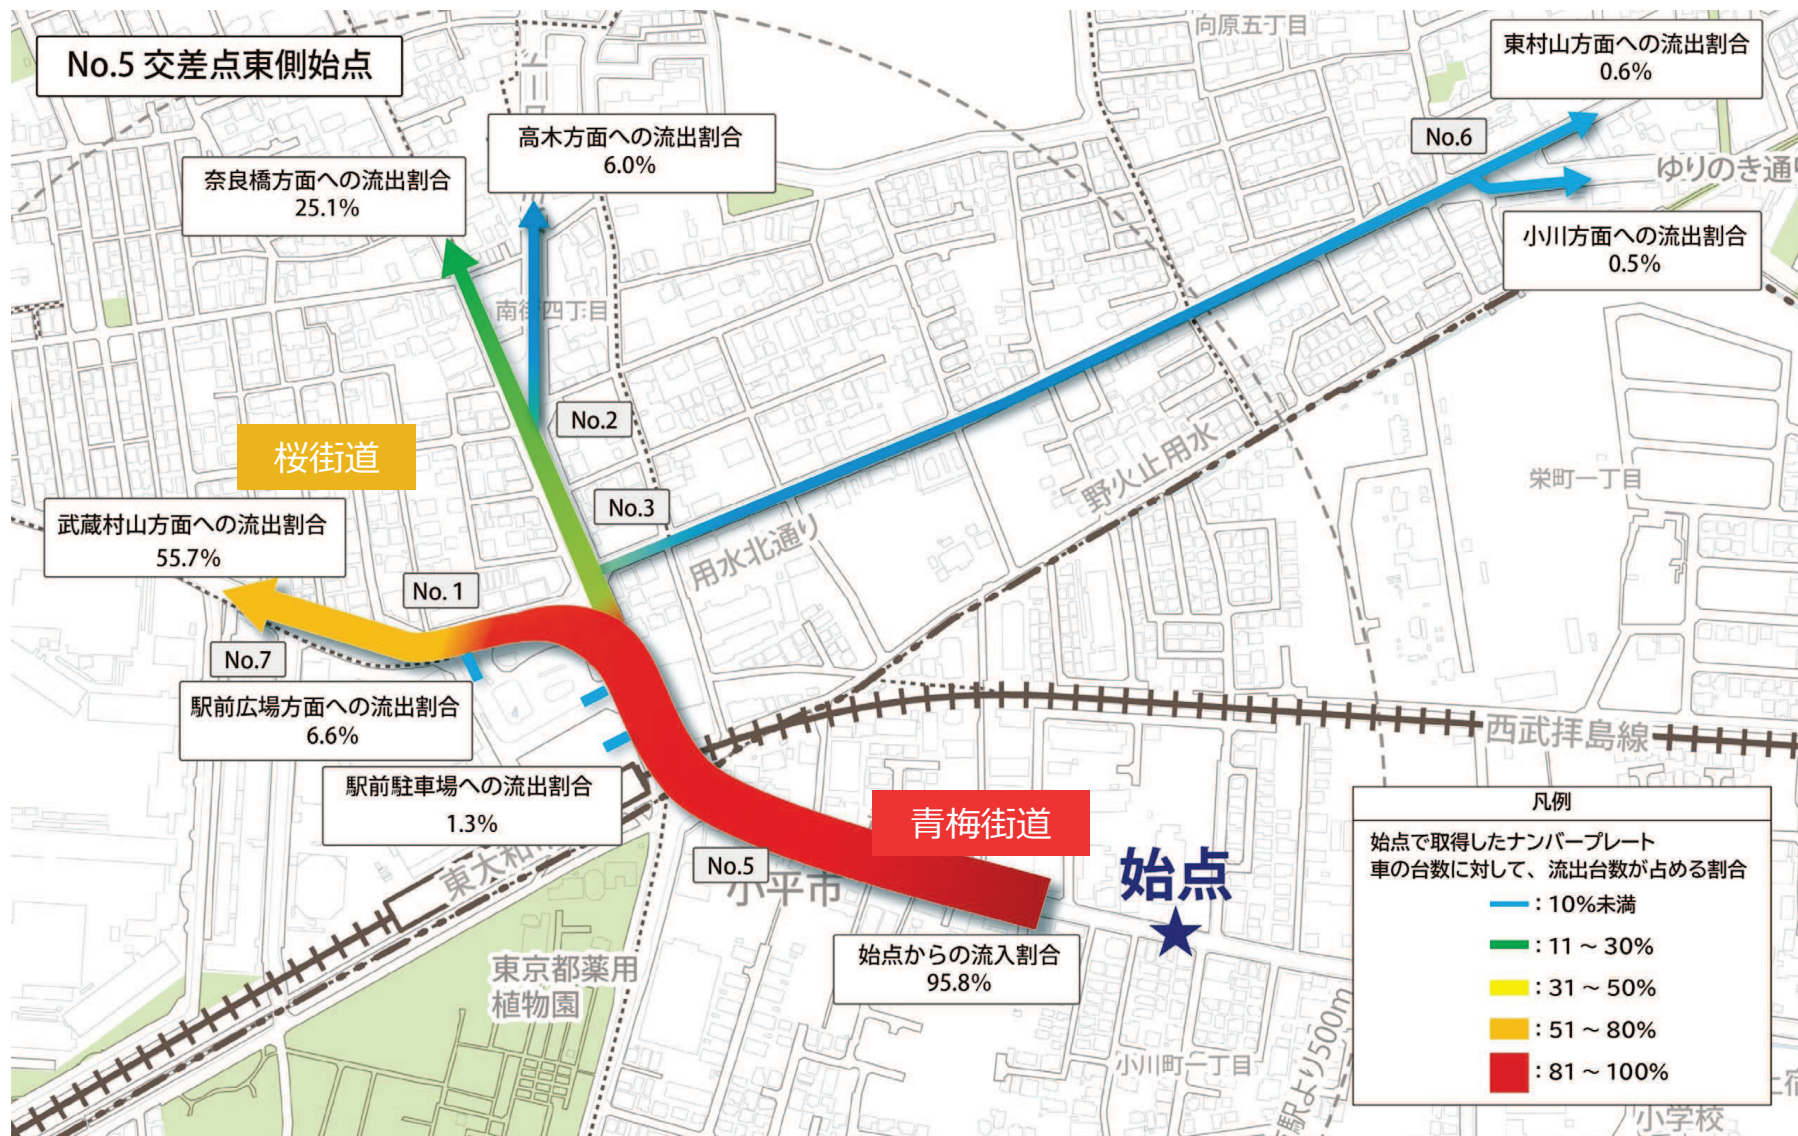 No.5 交差点東側始点
向原五丁目
東村山方面への流出割合
0.6%
No.6
高木方面への流出割合
6.0%
奈良橋方面への流出割合
25.1%
ゆりのき通り
小川方面への流出割合
0.5%
南街四丁目
No.2
桜街道
野火止用水
栄町一丁目
No.3
武蔵村山方面への流出割合
55.7%
用水北通り
No. 1
No.7
駅前広場方面への流出割合
6.6%
西武拝島線
駅前駐車場への流出割合
1.3%
青梅街道
No.5
小平市
東大和
始点
始点からの流入割合
95.8%
東京都薬用
植物園
小川町一丁目
駅より500m
小学校
凡例
始点で取得したナンバープレート
車の台数に対して、流出台数が占める割合
：10%未満
：11 ～ 30%
：31 ～ 50%
：51 ～ 80%
：81 ～ 100%